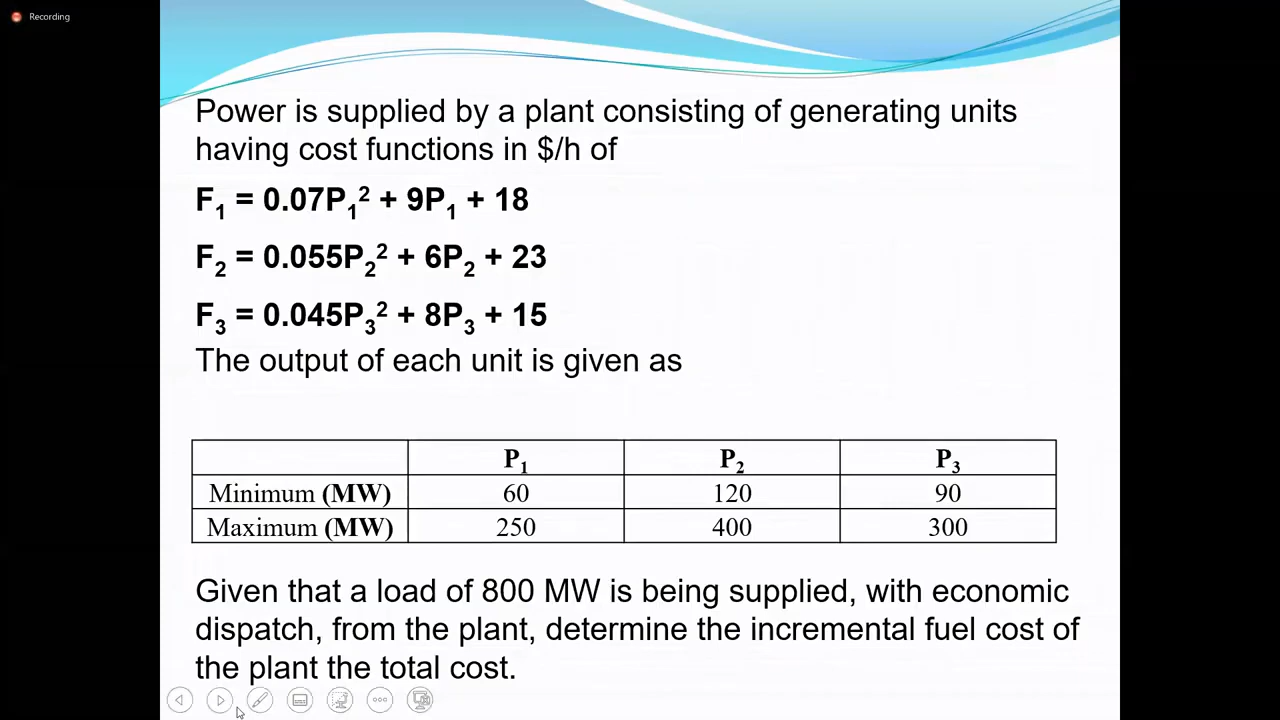 Recording
Power is supplied by a plant consisting of generating units
having cost functions in $/h of
F₁ = 0.07P₁² + 9P₁ + 18
F₂ = 0.055P₂² + 6P₂ + 23
F₃ = 0.045P₃² + 8P₃ + 15
The output of each unit is given as
P₁ P₂ P₃
Minimum (MW) 60 120 90
Maximum (MW) 250 400 300
Given that a load of 800 MW is being supplied, with economic
dispatch, from the plant, determine the incremental fuel cost of
the plant the total cost.